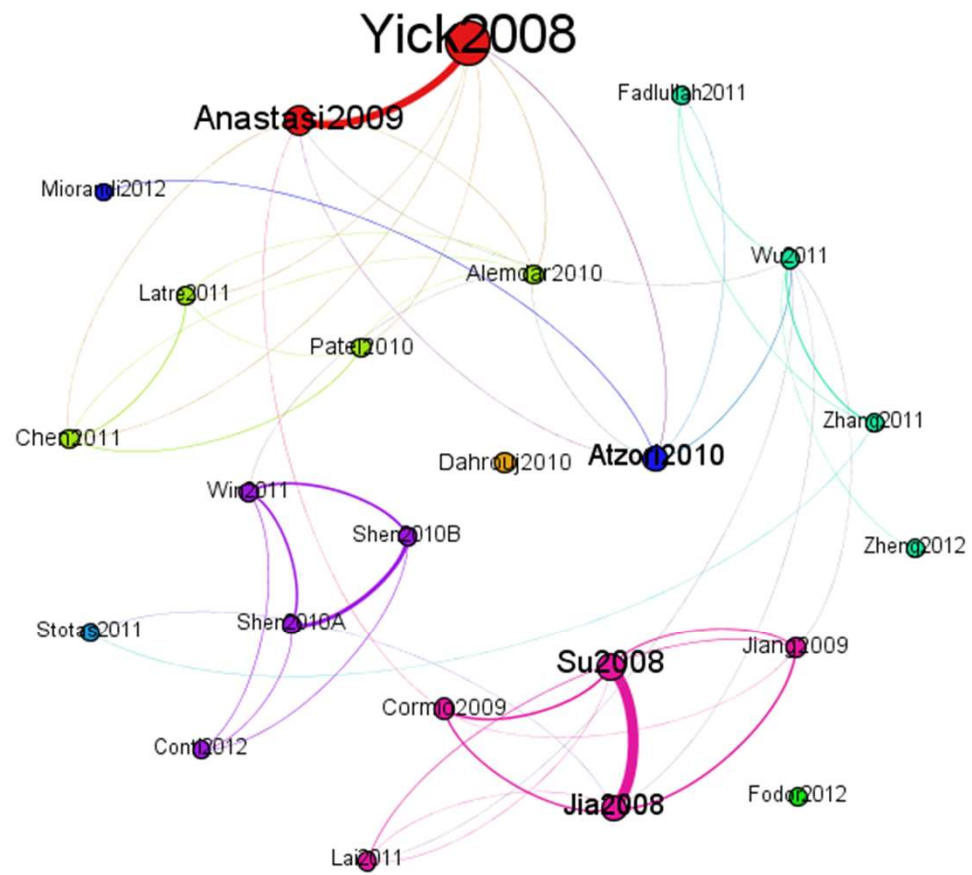 Yick2008
Fadlullah2011
Anastasi2009
Miorandi2012
Wu2011
Alemdar2010
Latre2011
Patel2010
Zhang2011
Chen2011
Atzori2010
Dahrouj2010
Win2011
Shen2010B
Zheng2012
Shen2010A
Stotas2011
Jiang2009
Su2008
Cormio2009
Conti2012
Fodor2012
Jia2008
Lai2011